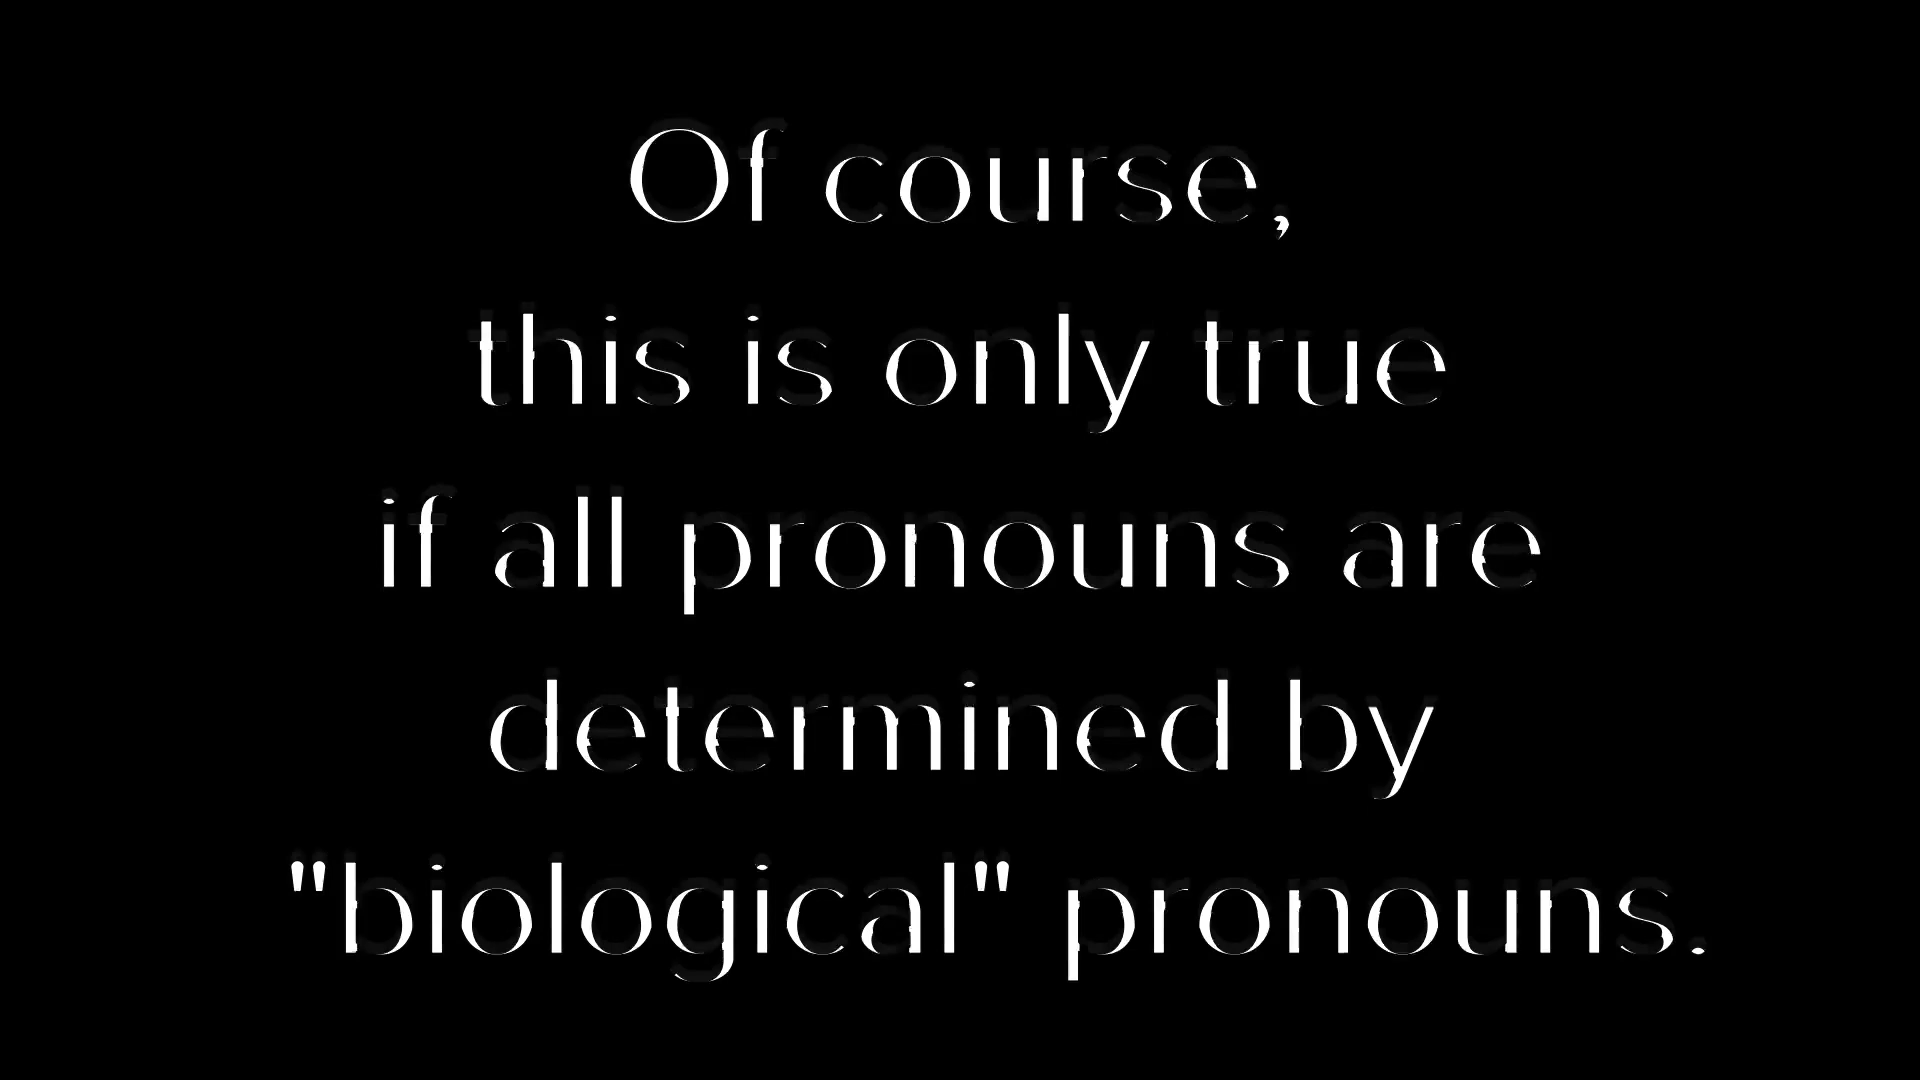 Of course,
this is only true
if all pronouns are
determined by
"biological" pronouns.